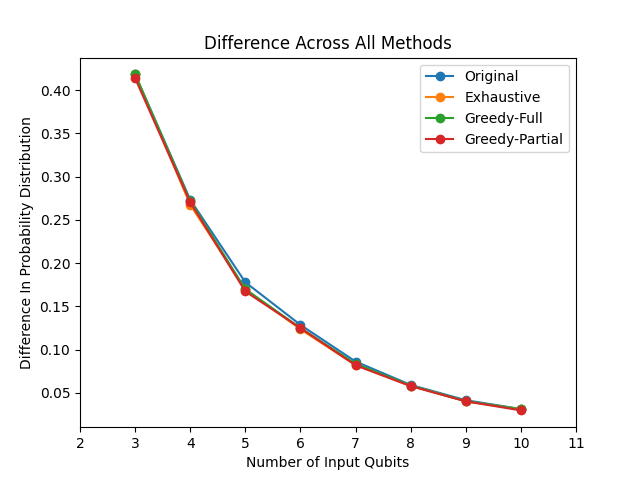 Difference Across All Methods
Difference In Probability Distribution
0.40
0.35
0.30
0.25
0.20
0.15
0.10
0.05
Original
Exhaustive
Greedy-Full
Greedy-Partial
2 3 4 5 6 7 8 9 10 11
Number of Input Qubits